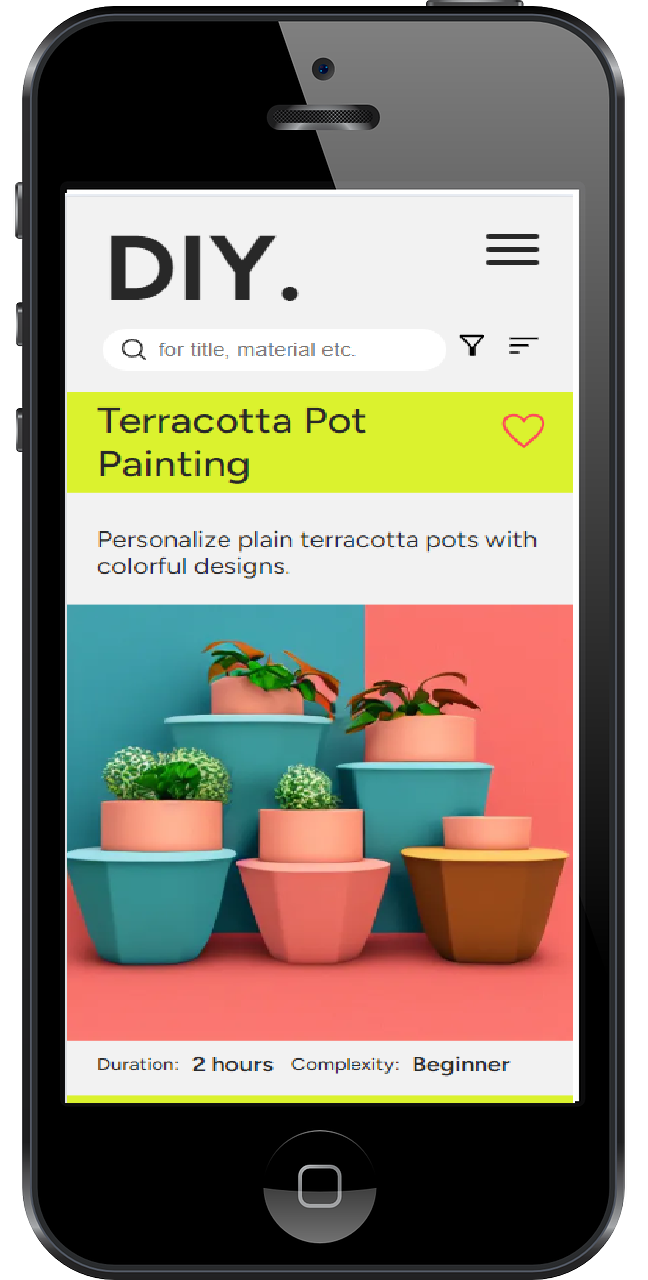 DIY.
for title, material etc.
Terracotta Pot
Painting
Personalize plain terracotta pots with
colorful designs.
Duration: 2 hours Complexity: Beginner